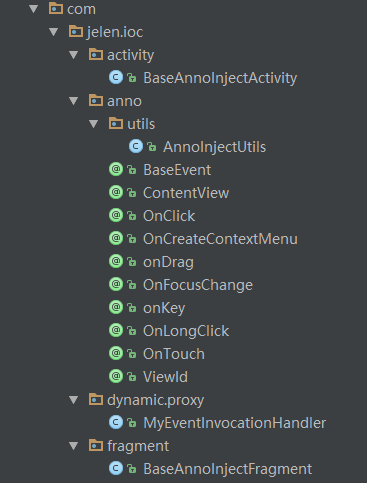 com
jelen.ioc
activity
BaseAnnoInjectActivity
anno
utils
AnnoInjectUtils
BaseEvent
ContentView
OnClick
OnCreateContextMenu
onDrag
OnFocusChange
onKey
OnLongClick
OnTouch
ViewId
dynamic.proxy
MyEventInvocationHandler
fragment
BaseAnnoInjectFragment